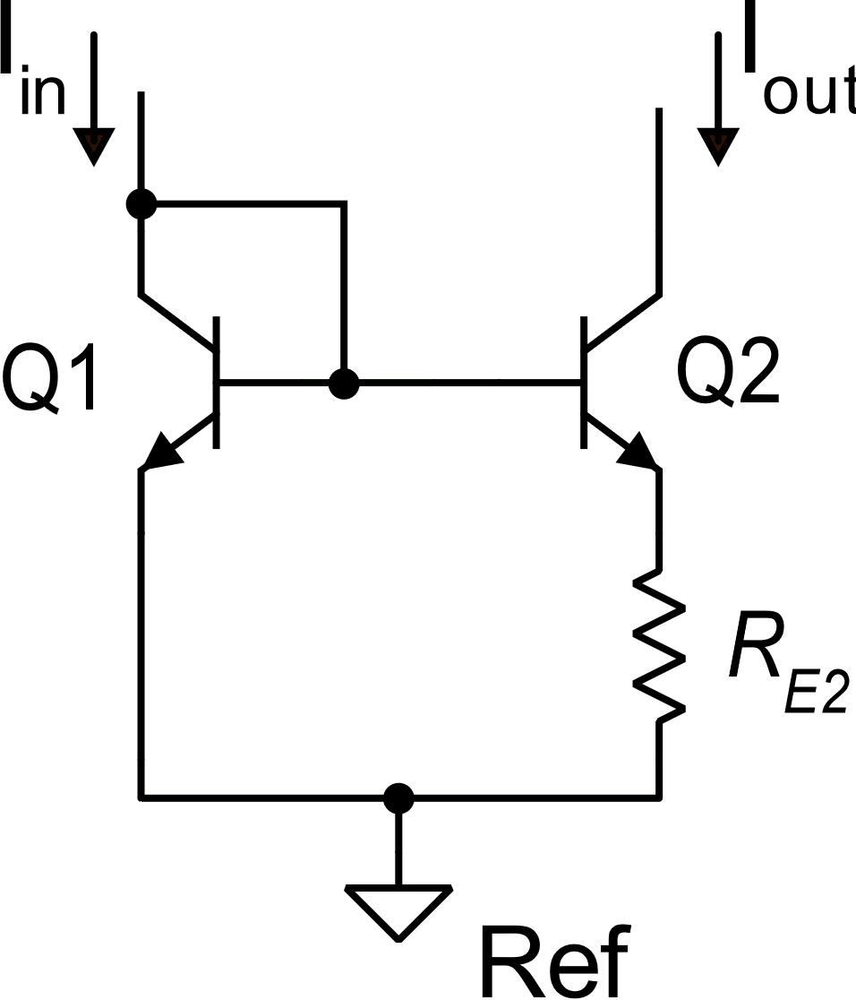 Iin
Iout
Q1
Q2
RE2
Ref